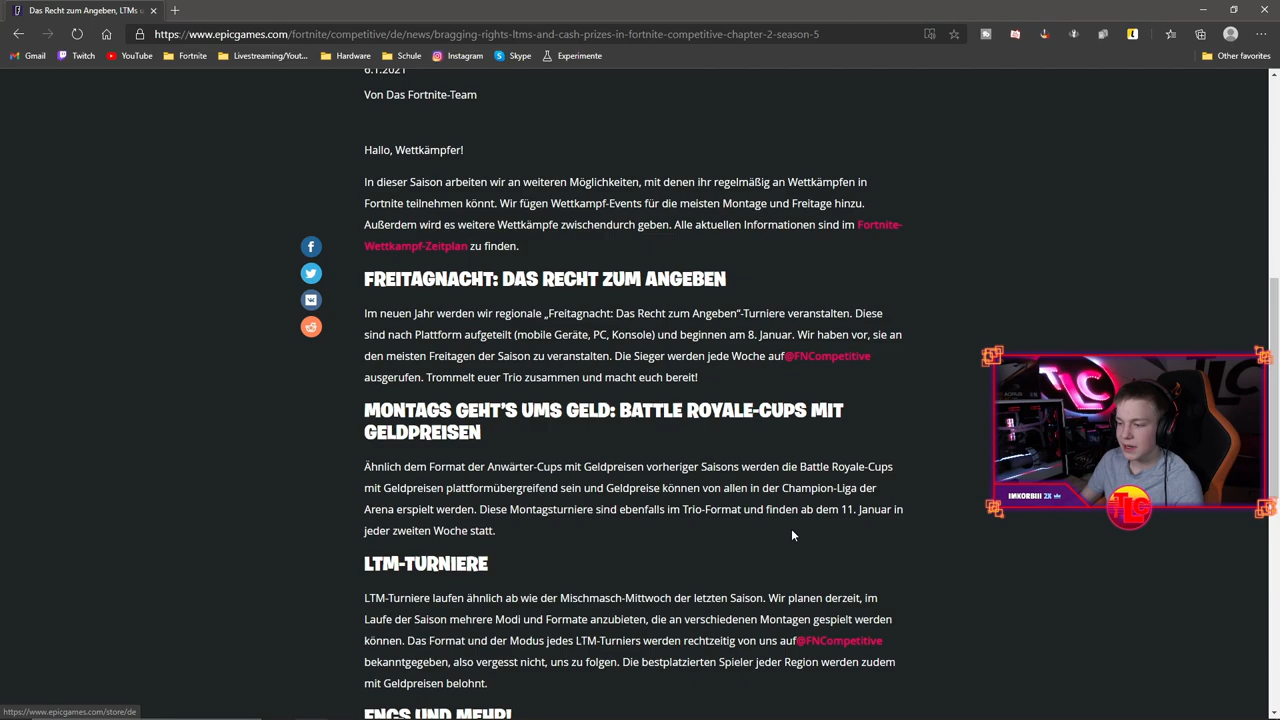 Das Recht zum Angeben, LTMs u
https://www.epicgames.com/fortnite/competitive/de/news/bragging-rights-ltms-and-cash-prizes-in-fortnite-competitive-chapter-2-season-5
Gmail Twitch YouTube Fortnite Livestreaming/Yout... Hardware Schule Instagram Skype Experimente Other favorites
6.1.2021
Von Das Fortnite-Team
Hallo, Wettkämpfer!
In dieser Saison arbeiten wir an weiteren Möglichkeiten, mit denen ihr regelmäßig an Wettkämpfen in
Fortnite teilnehmen könnt. Wir fügen Wettkampf-Events für die meisten Montage und Freitage hinzu.
Außerdem wird es weitere Wettkämpfe zwischendurch geben. Alle aktuellen Informationen sind im Fortnite-
Wettkampf-Zeitplan zu finden.
FREITAGNACHT: DAS RECHT ZUM ANGEBEN
Im neuen Jahr werden wir regionale „Freitagnacht: Das Recht zum Angeben“-Turniere veranstalten. Diese
sind nach Plattform aufgeteilt (mobile Geräte, PC, Konsole) und beginnen am 8. Januar. Wir haben vor, sie an
den meisten Freitagen der Saison zu veranstalten. Die Sieger werden jede Woche auf@FNCompetitive
ausgerufen. Trommelt euer Trio zusammen und macht euch bereit!
MONTAGS GEHT'S UMS GELD: BATTLE ROYALE-CUPS MIT
GELDPREISEN
Ähnlich dem Format der Anwärter-Cups mit Geldpreisen vorheriger Saisons werden die Battle Royale-Cups
mit Geldpreisen plattformübergreifend sein und Geldpreise können von allen in der Champion-Liga der
Arena erspielt werden. Diese Montagsturniere sind ebenfalls im Trio-Format und finden ab dem 11. Januar in
jeder zweiten Woche statt.
LTM-TURNIERE
LTM-Turniere laufen ähnlich ab wie der Mischmasch-Mittwoch der letzten Saison. Wir planen derzeit, im
Laufe der Saison mehrere Modi und Formate anzubieten, die an verschiedenen Montagen gespielt werden
können. Das Format und der Modus jedes LTM-Turniers werden rechtzeitig von uns auf@FNCompetitive
bekanntgegeben, also vergesst nicht, uns zu folgen. Die bestplatzierten Spieler jeder Region werden zudem
mit Geldpreisen belohnt.
FNCS UND MEHR!
https://www.epicgames.com/store/de
TLC
TLC
IMKORBIII 2X
TLC